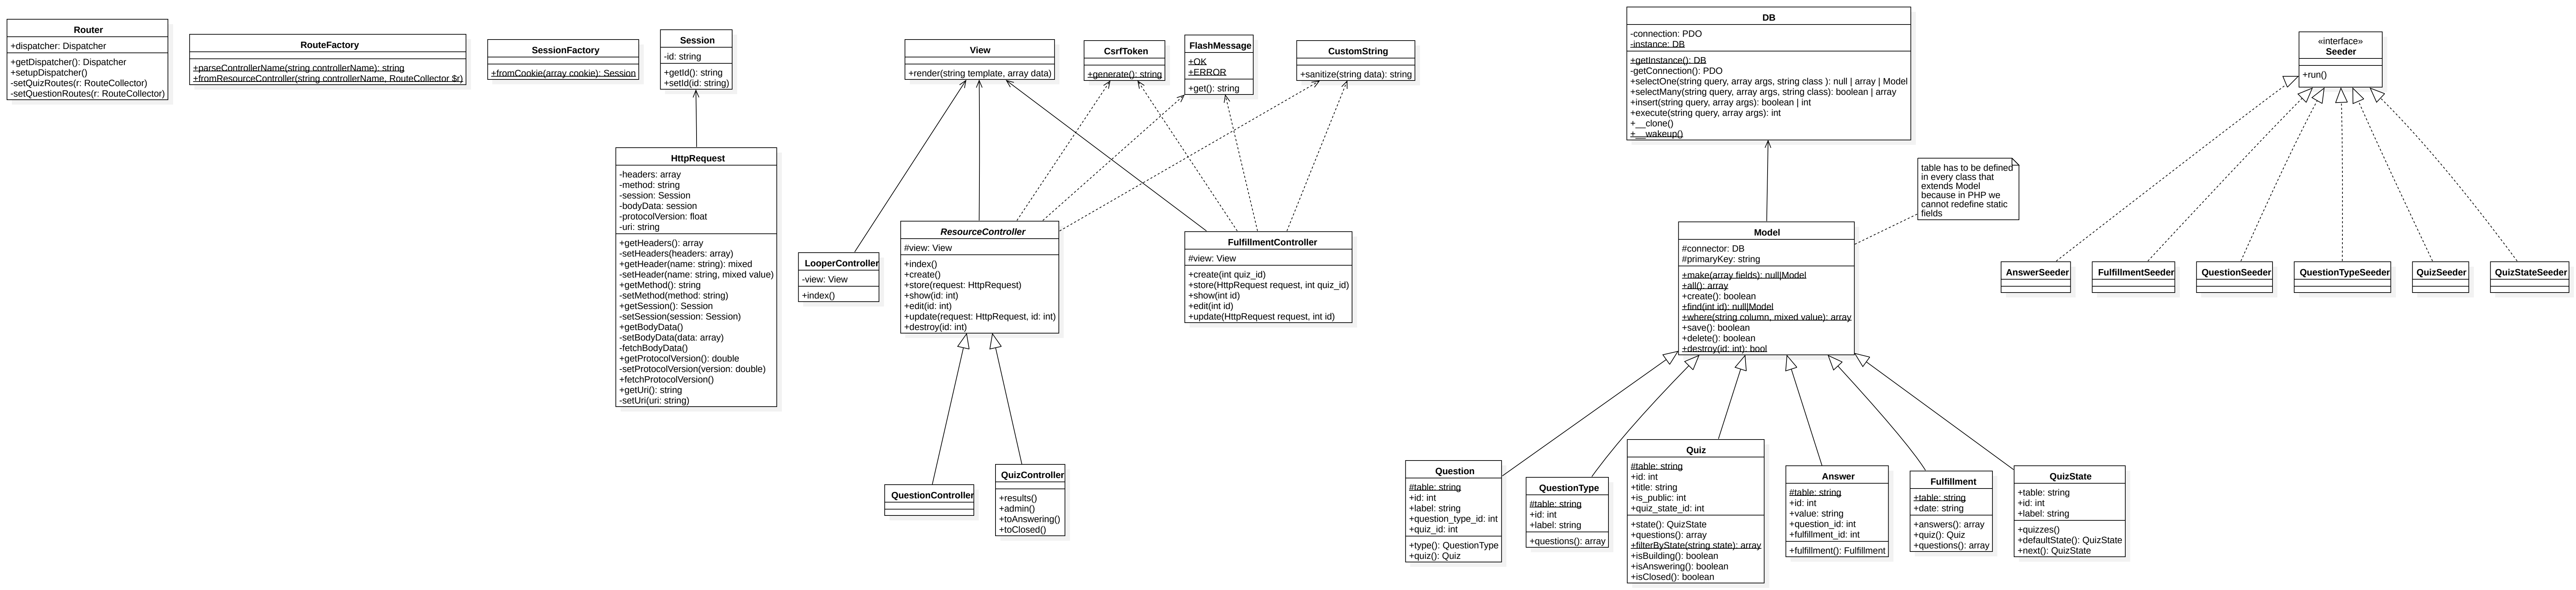 Router
+dispatcher: Dispatcher
+getDispatcher(): Dispatcher
+setupDispatcher()
-setQuizRoutes(r: RouteCollector)
-setQuestionRoutes(r: RouteCollector)
RouteFactory
+parseControllerName(string controllerName): string
+fromResourceController(string controllerName, RouteCollector $r)
SessionFactory
+fromCookie(array cookie): Session
Session
-id: string
+getId(): string
+setId(id: string)
HttpRequest
-headers: array
-method: string
-session: Session
-bodyData: session
-protocolVersion: float
-uri: string
+getHeaders(): array
-setHeaders(headers: array)
+getHeader(name: string): mixed
-setHeader(name: string, mixed value)
+getMethod(): string
-setMethod(method: string)
+getSession(): Session
-setSession(session: Session)
+getBodyData()
-setBodyData(data: array)
-fetchBodyData()
+getProtocolVersion(): double
-setProtocolVersion(version: double)
+fetchProtocolVersion()
+getUri(): string
-setUri(uri: string)
View
+render(string template, array data)
CsrfToken
+generate(): string
FlashMessage
+OK
+ERROR
+get(): string
CustomString
+sanitize(string data): string
LooperController
-view: View
+index()
ResourceController
#view: View
+index()
+create()
+store(request: HttpRequest)
+show(id: int)
+edit(id: int)
+update(request: HttpRequest, id: int)
+destroy(id: int)
FulfillmentController
#view: View
+create(int quiz_id)
+store(HttpRequest request, int quiz_id)
+show(int id)
+edit(int id)
+update(HttpRequest request, int id)
QuestionController
QuizController
+results()
+admin()
+toAnswering()
+toClosed()
DB
-connection: PDO
-instance: DB
+getInstance(): DB
-getConnection(): PDO
+selectOne(string query, array args, string class ): null | array | Model
+selectMany(string query, array args, string class): boolean | array
+insert(string query, array args): boolean | int
+execute(string query, array args): int
+__clone()
+__wakeup()
table has to be defined
in every class that
extends Model
because in PHP we
cannot redefine static
fields
Model
#connector: DB
#primaryKey: string
+make(array fields): null|Model
+all(): array
+create(): boolean
+find(int id): null|Model
+where(string column, mixed value): array
+save(): boolean
+delete(): boolean
+destroy(id: int): bool
Question
#table: string
+id: int
+label: string
+question_type_id: int
+quiz_id: int
+type(): QuestionType
+quiz(): Quiz
QuestionType
#table: string
+id: int
+label: string
+questions(): array
Quiz
#table: string
+id: int
+title: string
+is_public: int
+quiz_state_id: int
+state(): QuizState
+questions(): array
+filterByState(string state): array
+isBuilding(): boolean
+isAnswering(): boolean
+isClosed(): boolean
Answer
#table: string
+id: int
+value: string
+question_id: int
+fulfillment_id: int
+fulfillment(): Fulfillment
Fulfillment
+table: string
+date: string
+answers(): array
+quiz(): Quiz
+questions(): array
QuizState
+table: string
+id: int
+label: string
+quizzes()
+defaultState(): QuizState
+next(): QuizState
«interface»
Seeder
+run()
AnswerSeeder
FulfillmentSeeder
QuestionSeeder
QuestionTypeSeeder
QuizSeeder
QuizStateSeeder